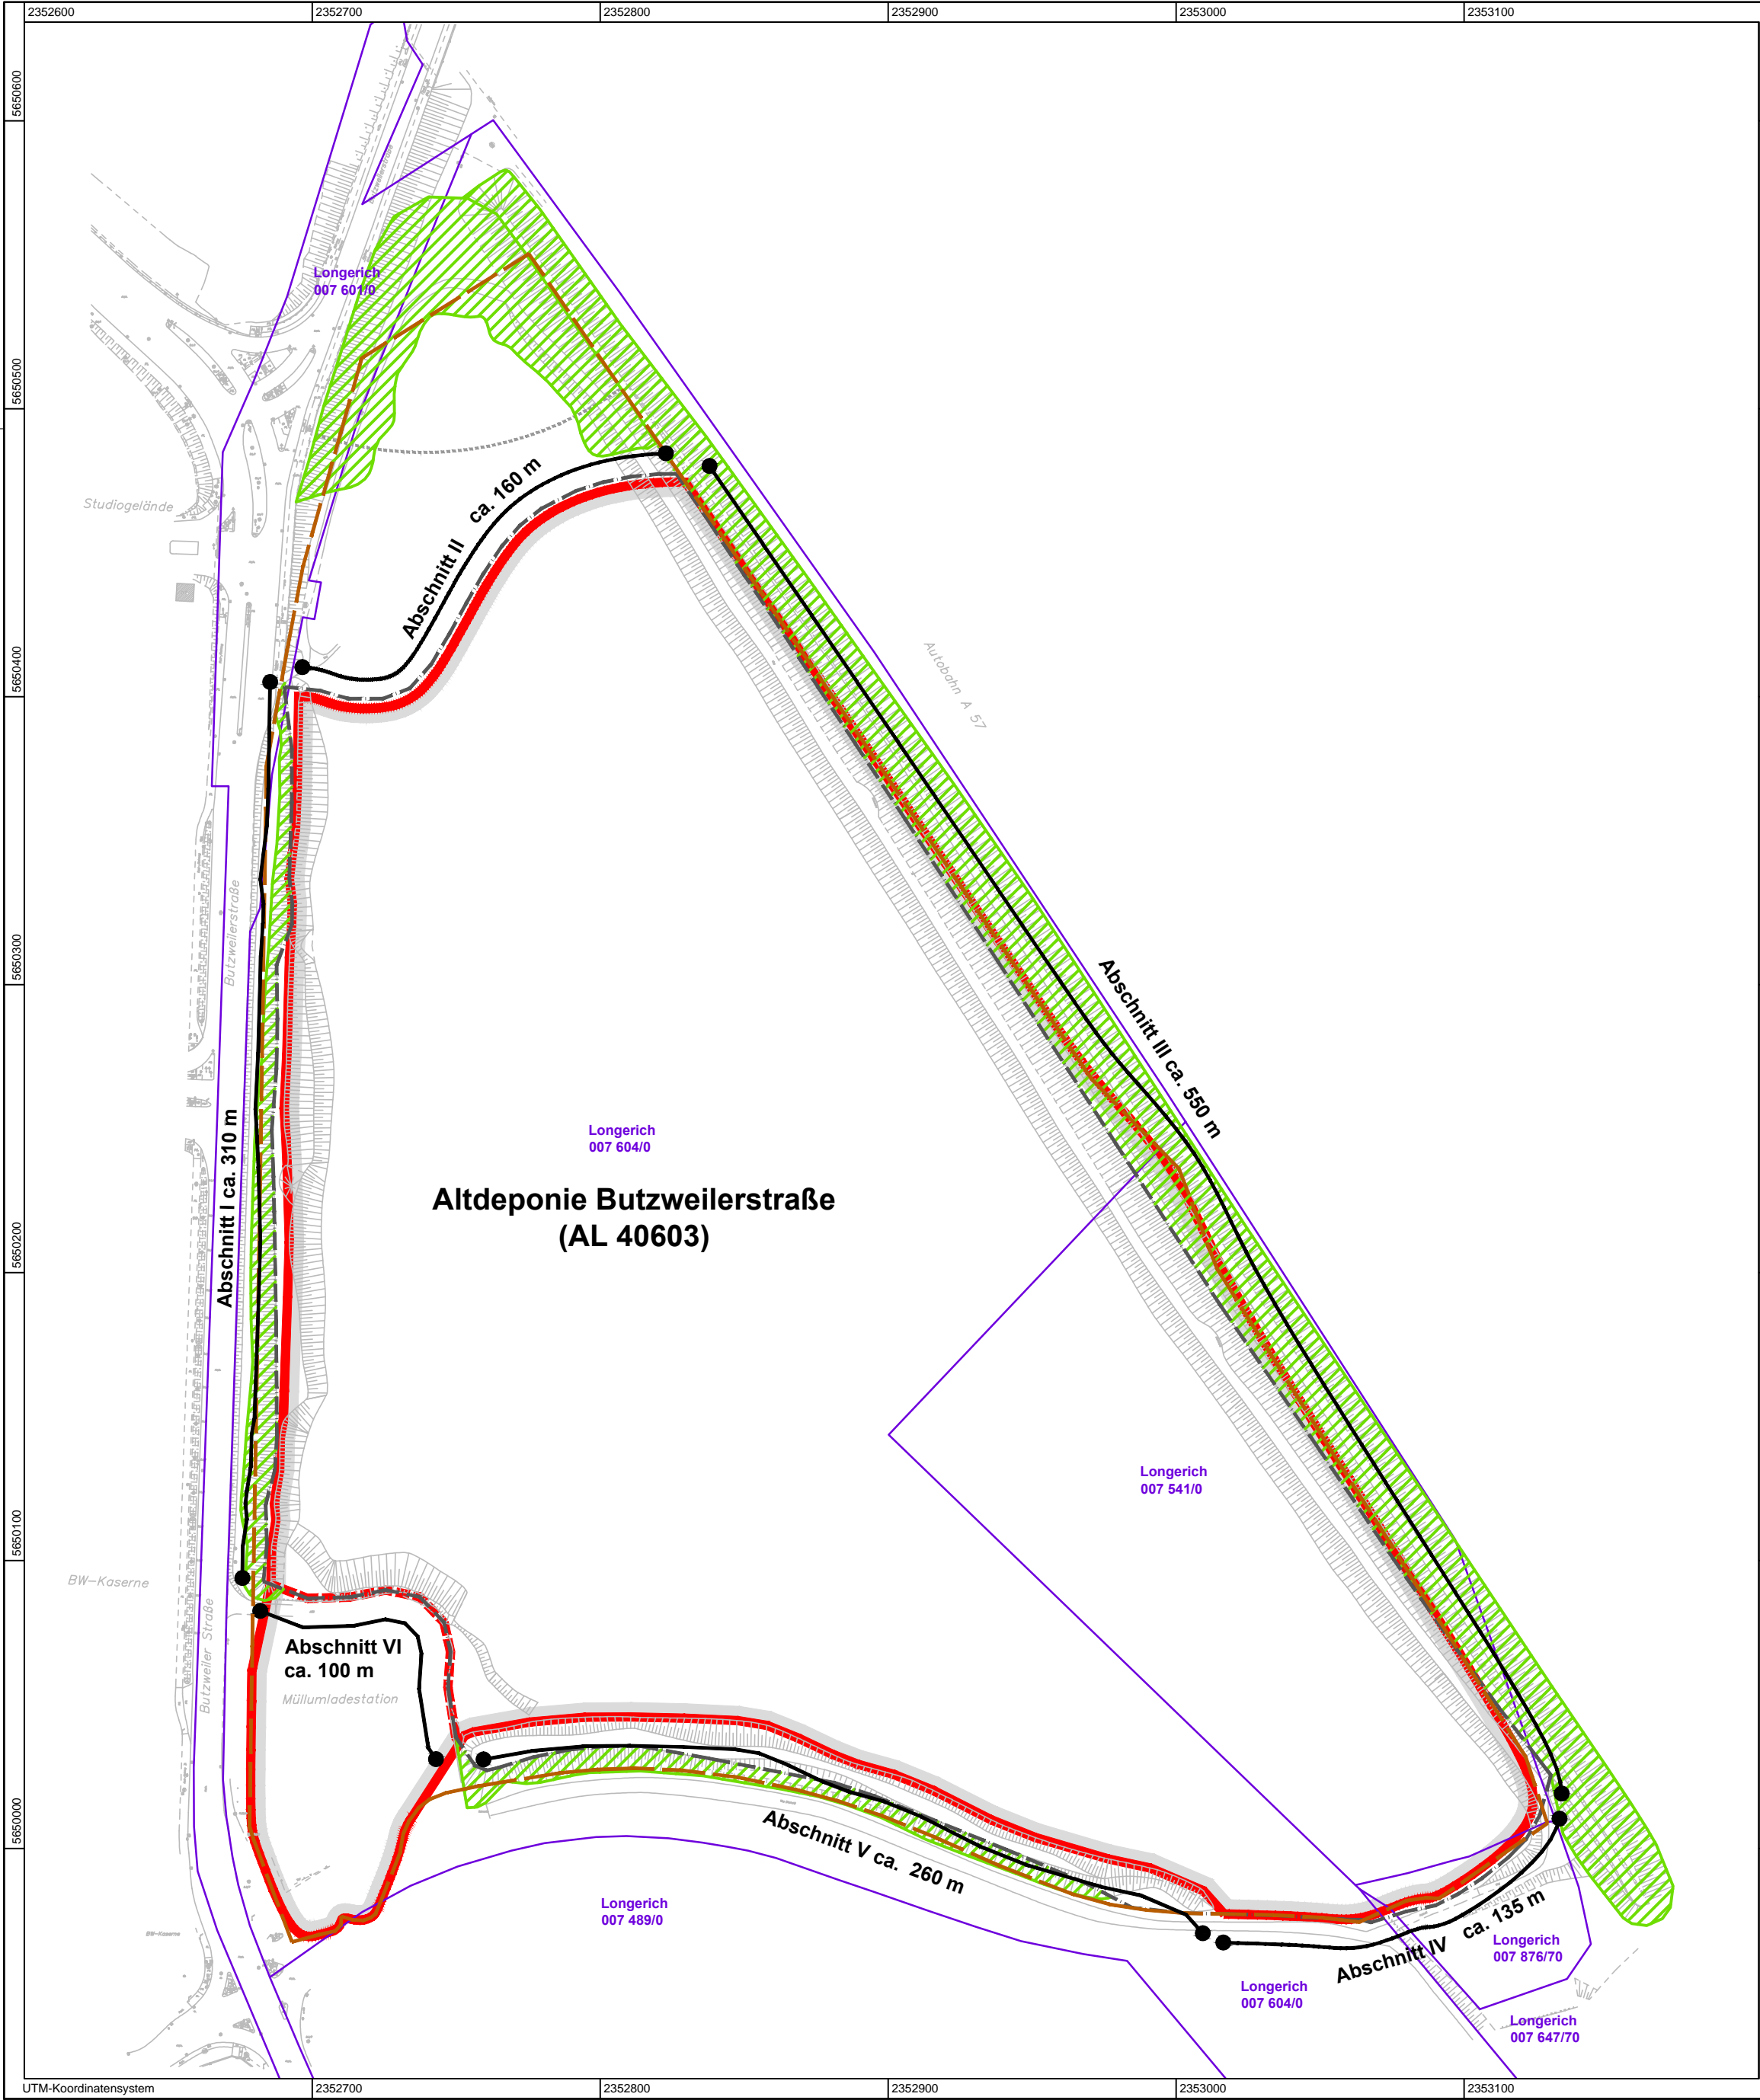 2352600
2352700
2352800
2352900
2353000
2353100
5650600
5650500
5650400
5650300
5650200
5650100
5650000
Butzweilerstraße
Longerich
007 601/0
Studiogelände
Abschnitt II
ca. 160 m
Autobahn A 57
Butzweilerstraße
Abschnitt III ca. 550 m
Abschnitt I ca. 310 m
Longerich
007 604/0
Altdeponie Butzweilerstraße
(AL 40603)
Longerich
007 541/0
BW-Kaserne
Butzweiler Straße
Abschnitt VI
ca. 100 m
Müllumladestation
Abschnitt V ca. 260 m
Longerich
007 489/0
Abschnitt IV
ca. 135 m
BW-Kaserne
Longerich
007 876/70
Longerich
007 604/0
Longerich
007 647/70
UTM-Koordinatensystem
2352700
2352800
2352900
2353000
2353100